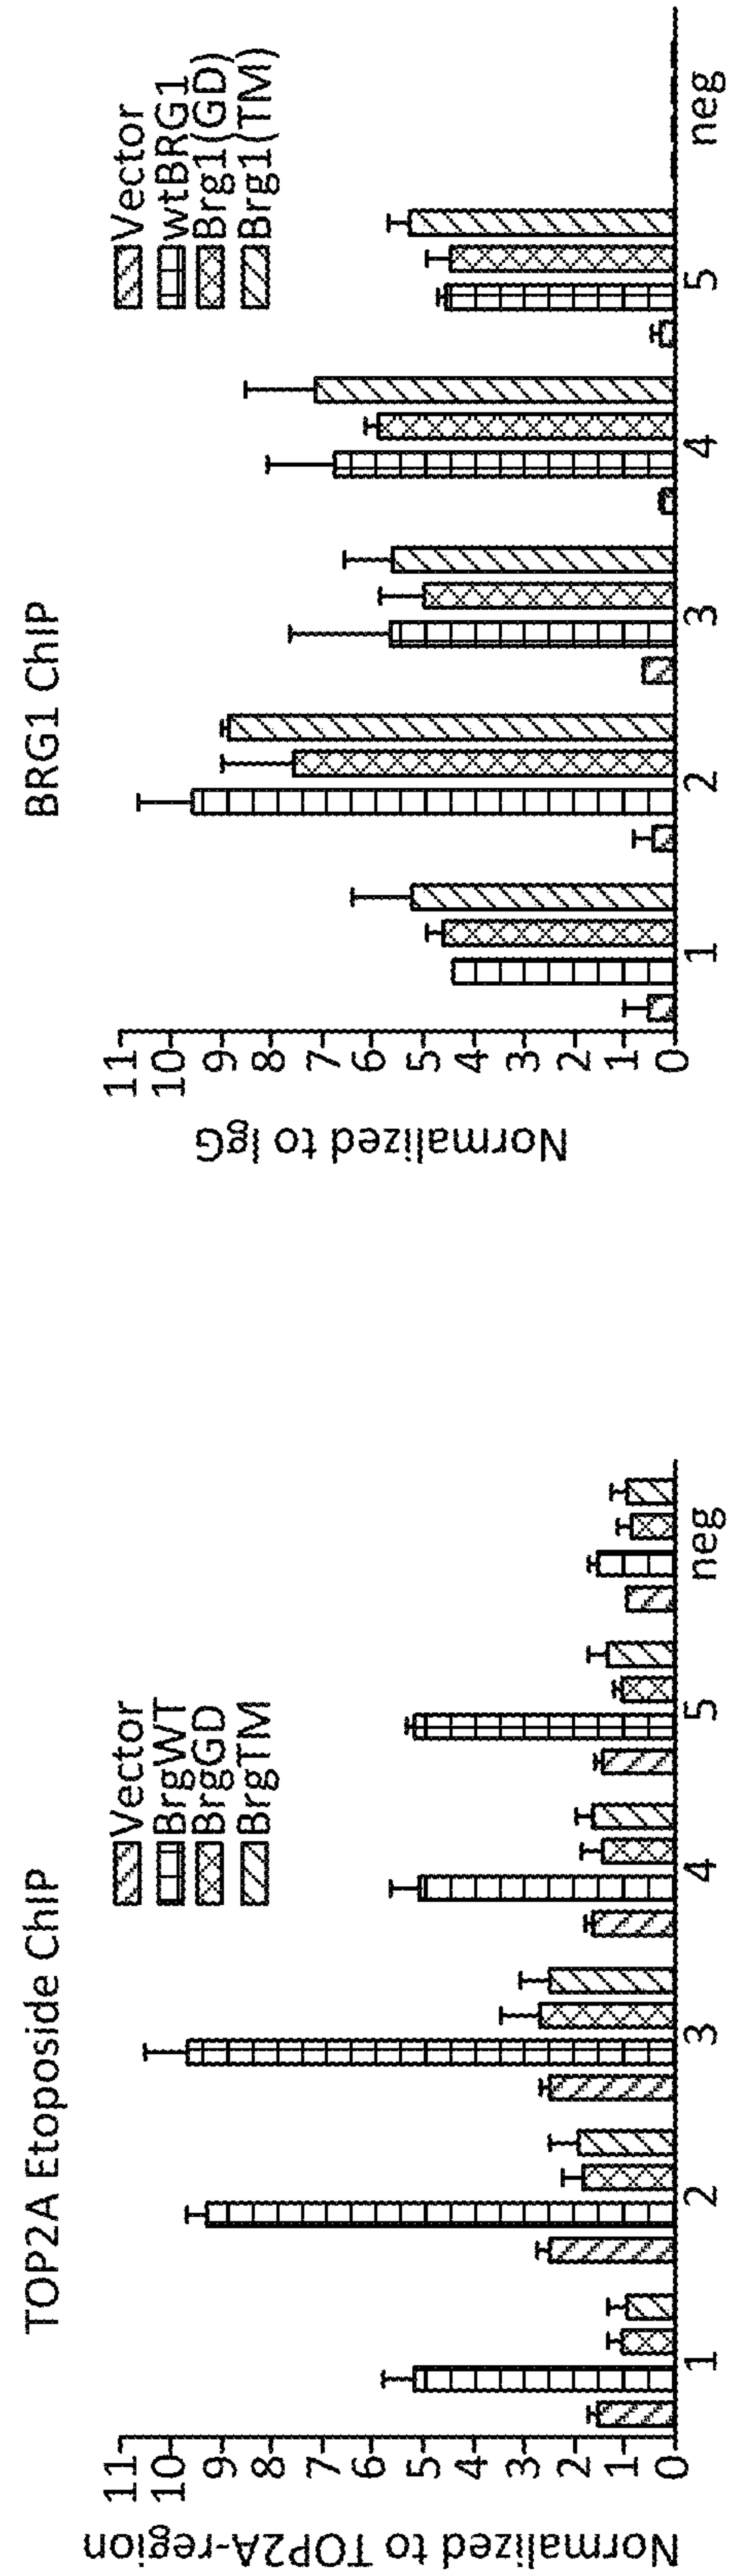 TOP2A Etoposide ChIP
Vector
BrgWT
BrgGD
BrgTM
Normalized to TOP2A-region
11
10
9
8
7
6
5
4
3
2
1
0
1 2 3 4 5 neg
BRG1 ChIP
Vector
wtBRG1
Brg1(GD)
Brg1(TM)
Normalized to IgG
11
10
9
8
7
6
5
4
3
2
1
0
1 2 3 4 5 neg